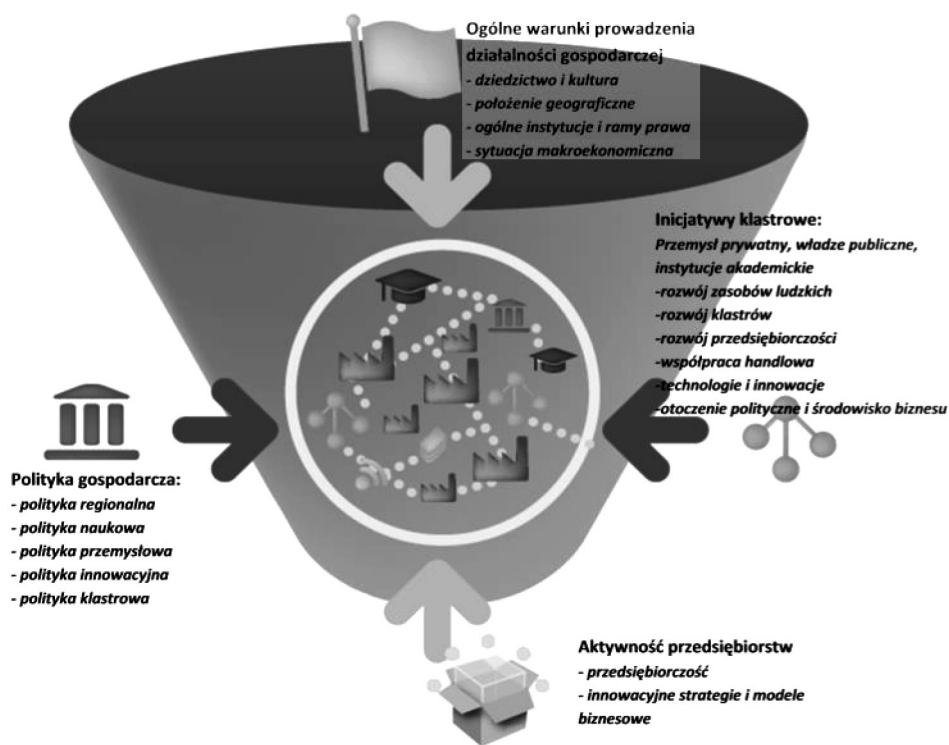 Ogólne warunki prowadzenia
działalności gospodarczej
- dziedzictwo i kultura
- położenie geograficzne
- ogólne instytucje i ramy prawa
- sytuacja makroekonomiczna
Inicjatywy klastrowe:
Przemysł prywatny, władze publiczne,
instytucje akademickie
-rozwój zasobów ludzkich
-rozwój klastrów
-rozwój przedsiębiorczości
-współpraca handlowa
-technologie i innowacje
-otoczenie polityczne i środowisko biznesu
Polityka gospodarcza:
- polityka regionalna
- polityka naukowa
- polityka przemysłowa
- polityka innowacyjna
- polityka klastrowa
Aktywność przedsiębiorstw
- przedsiębiorczość
- innowacyjne strategie i modele
biznesowe